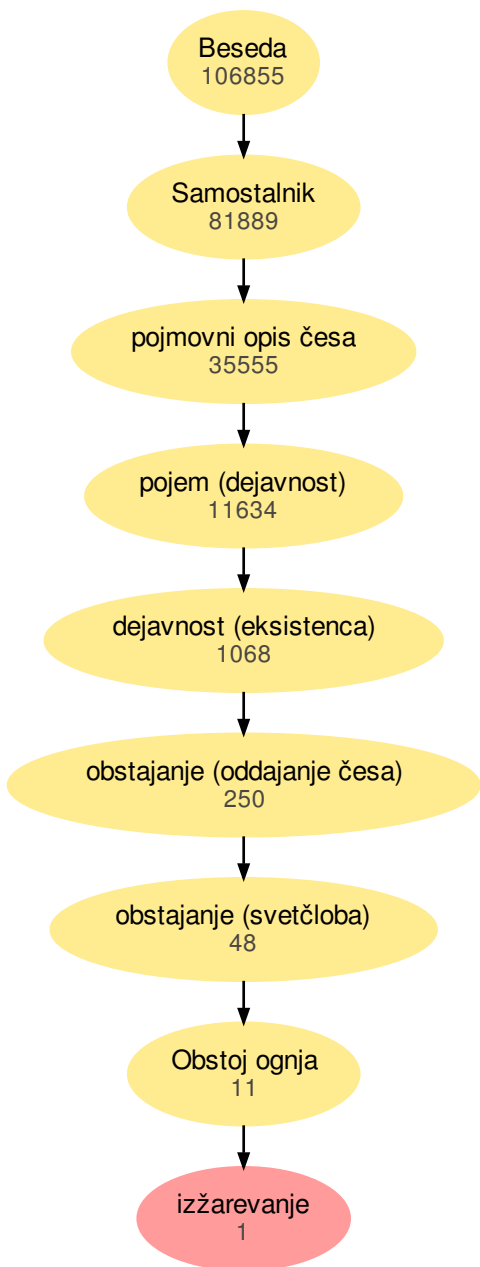 Beseda
106855
Samostalnik
81889
pojmovni opis česa
35555
pojem (dejavnost)
11634
dejavnost (eksistenca)
1068
obstajanje (oddajanje česa)
250
obstajanje (svetčloba)
48
Obstoj ognja
11
izžarevanje
1